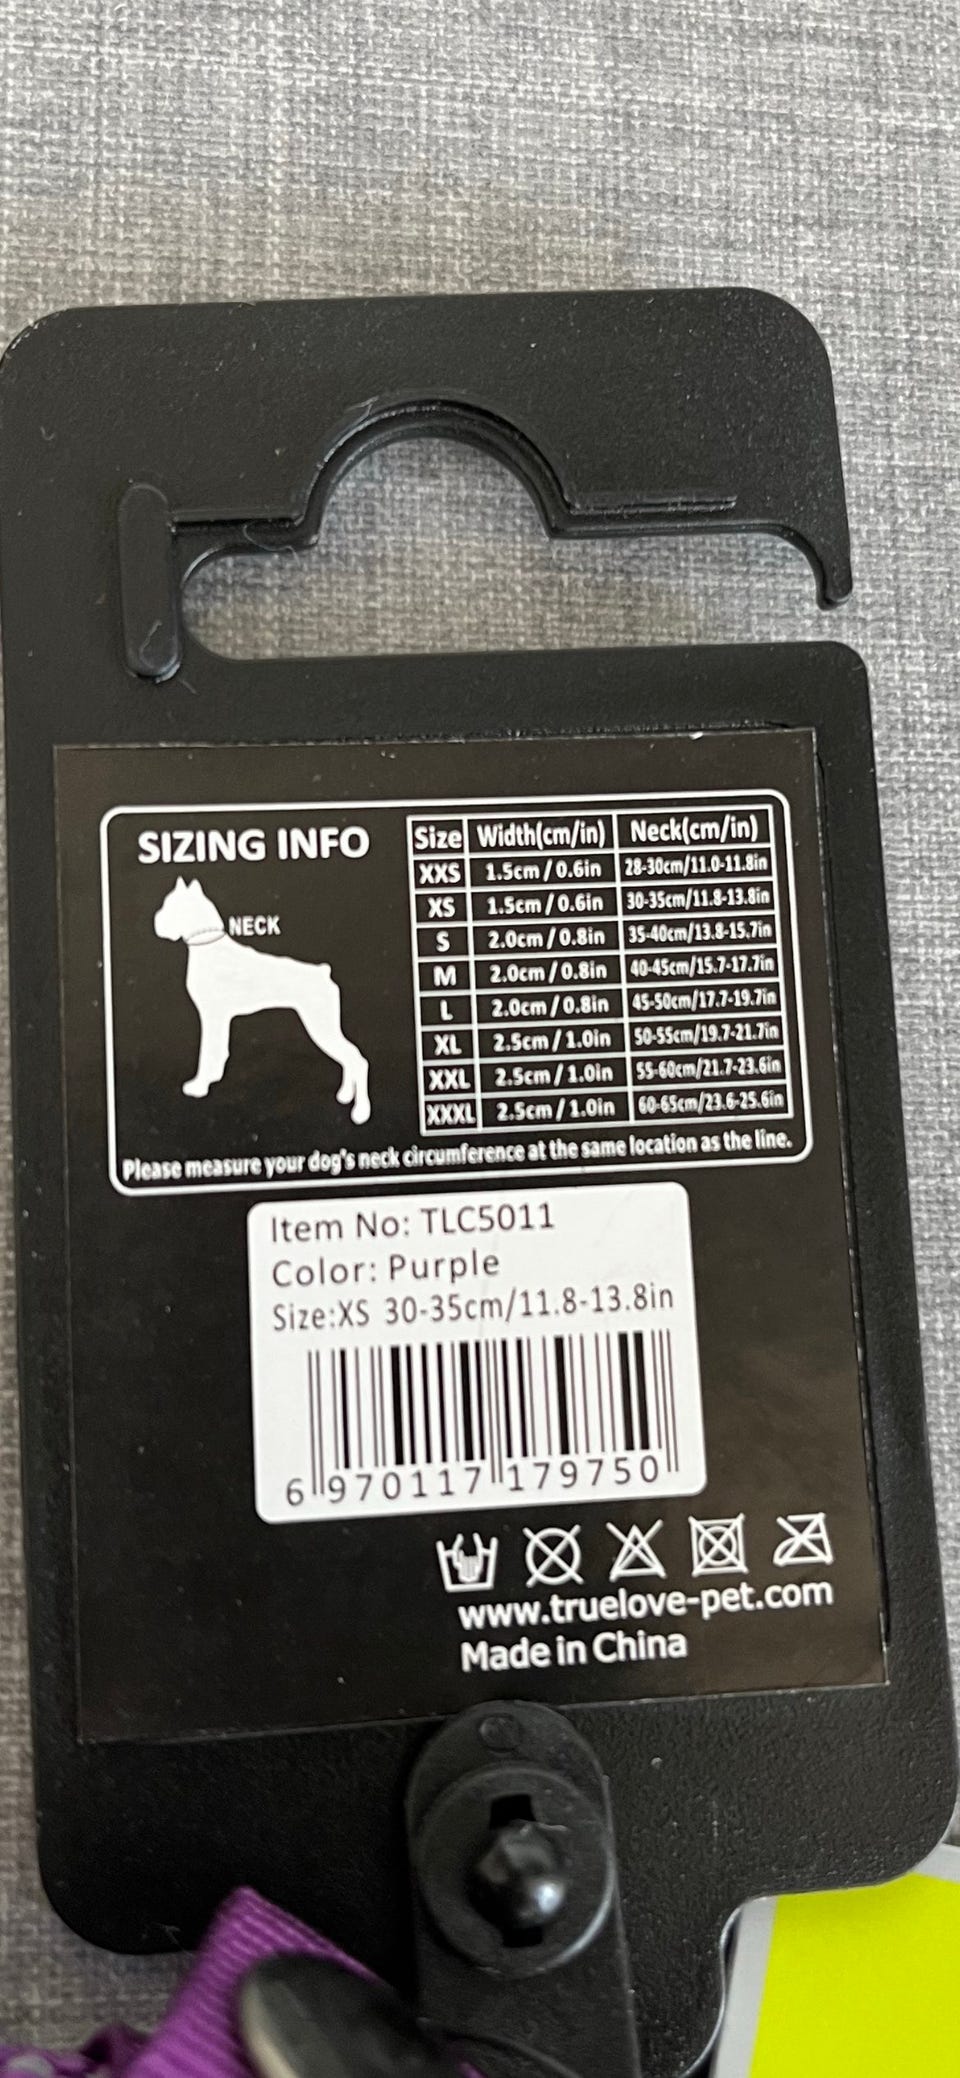 SIZING INFO
NECK
Size Width(cm/in) Neck(cm/in)
XXS 1.5cm/0.6in 28-30cm/11.0-11.8in
XS 1.5cm/0.6in 30-35cm/11.8-13.8in
S 2.0cm/0.8in 35-40cm/13.8-15.7in
M 2.0cm/0.8in 40-45cm/15.7-17.7in
L 2.0cm/0.8in 45-50cm/17.7-19.7in
XL 2.5cm/1.0in 50-55cm/19.7-21.7in
XXL 2.5cm/1.0in 55-60cm/21.7-23.6in
XXXL 2.5cm/1.0in 60-65cm/23.6-25.6in
Please measure your dog's neck circumference at the same location as the line.
Item No: TLC5011
Color: Purple
Size:XS 30-35cm/11.8-13.8in
6 970117 179750
www.truelove-pet.com
Made in China